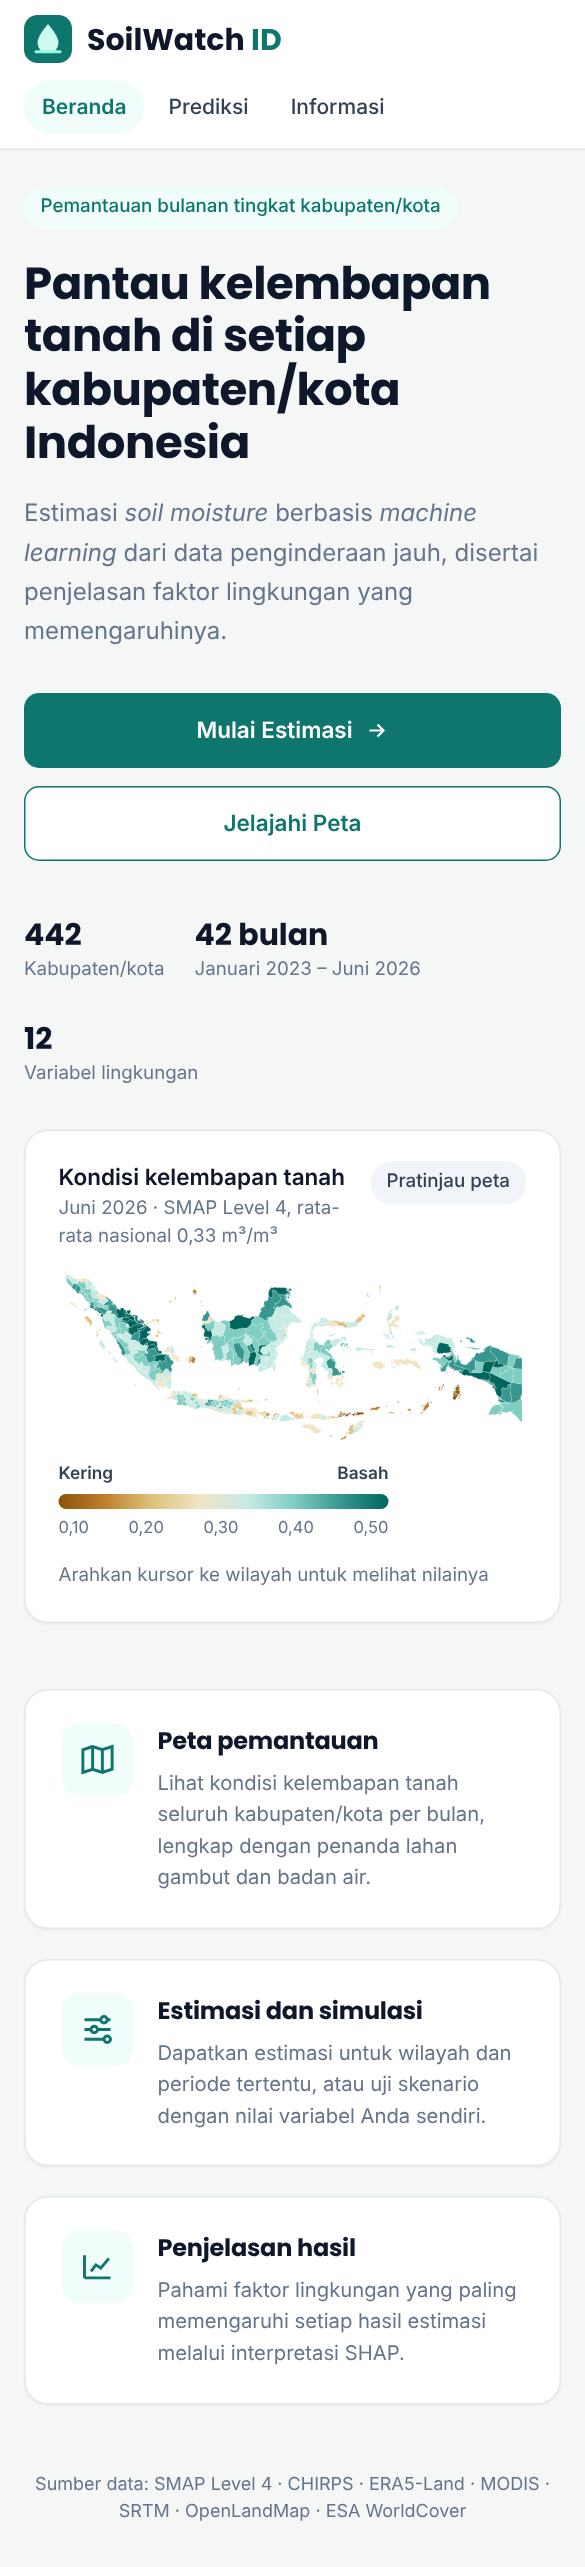 SoilWatch ID
Beranda Prediksi Informasi
Pemantauan bulanan tingkat kabupaten/kota
Pantau kelembapan
tanah di setiap
kabupaten/kota
Indonesia
Estimasi soil moisture berbasis machine
learning dari data penginderaan jauh, disertai
penjelasan faktor lingkungan yang
memengaruhinya.
Mulai Estimasi →
Jelajahi Peta
442
Kabupaten/kota
42 bulan
Januari 2023 – Juni 2026
12
Variabel lingkungan
Kondisi kelembapan tanah
Juni 2026 · SMAP Level 4, rata-
rata nasional 0,33 m³/m³
Pratinjau peta
Kering Basah
0,10 0,20 0,30 0,40 0,50
Arahkan kursor ke wilayah untuk melihat nilainya
Peta pemantauan
Lihat kondisi kelembapan tanah
seluruh kabupaten/kota per bulan,
lengkap dengan penanda lahan
gambut dan badan air.
Estimasi dan simulasi
Dapatkan estimasi untuk wilayah dan
periode tertentu, atau uji skenario
dengan nilai variabel Anda sendiri.
Penjelasan hasil
Pahami faktor lingkungan yang paling
memengaruhi setiap hasil estimasi
melalui interpretasi SHAP.
Sumber data: SMAP Level 4 · CHIRPS · ERA5-Land · MODIS ·
SRTM · OpenLandMap · ESA WorldCover